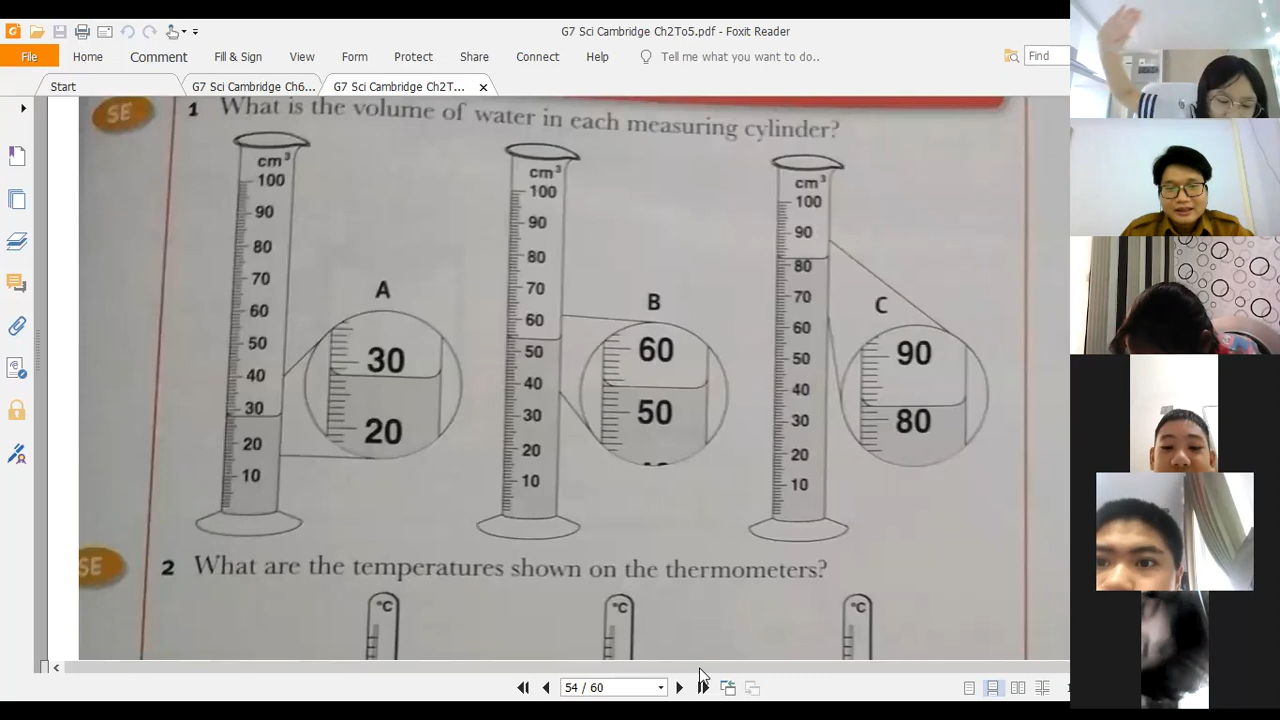 G7 Sci Cambridge Ch2To5.pdf - Foxit Reader
File Home Comment Fill & Sign View Form Protect Share Connect Help Tell me what you want to do.. Find
Start G7 Sci Cambridge Ch6... G7 Sci Cambridge Ch2T...
SE 1 What is the volume of water in each measuring cylinder?
cm³
100
90
80
70
60
50
40
30
20
10
A
30
20
cm³
100
90
80
70
60
50
40
30
20
10
B
60
50
cm³
100
90
80
70
60
50
40
30
20
10
C
90
80
SE 2 What are the temperatures shown on the thermometers?
°C °C °C
54 / 60